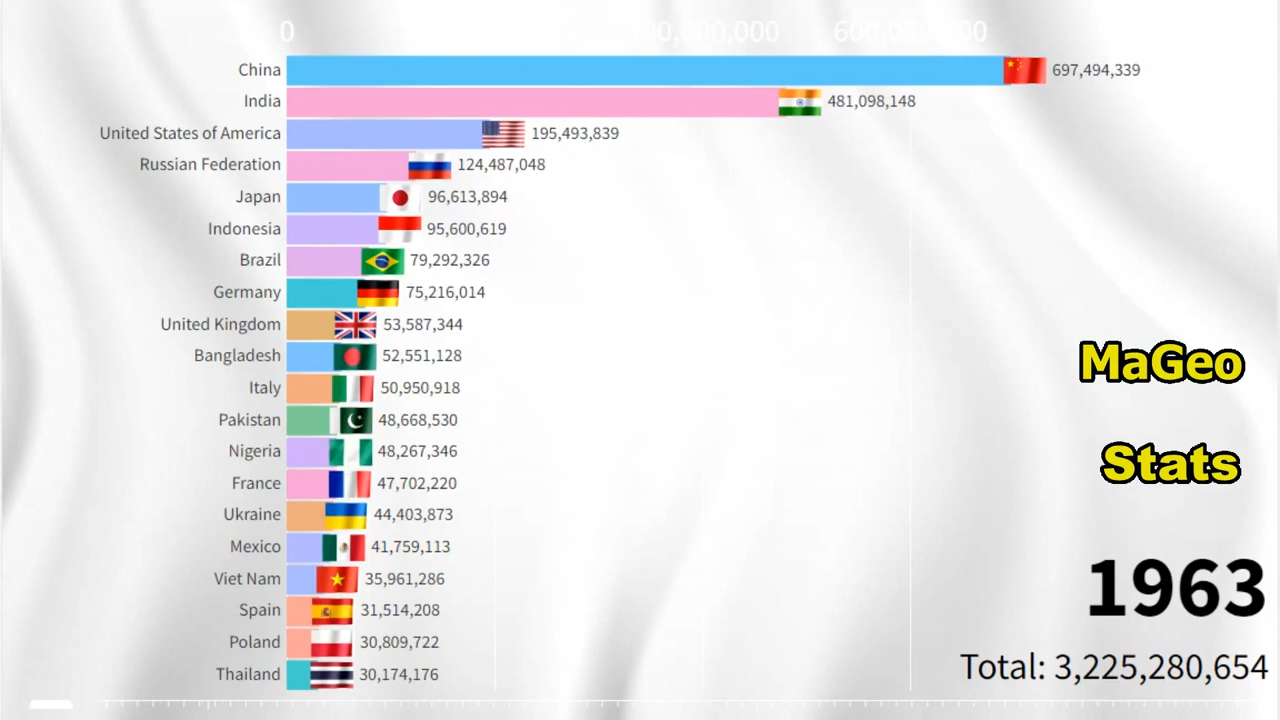 0
600,000,000
China 697,494,339
India 481,098,148
United States of America 195,493,839
Russian Federation 124,487,048
Japan 96,613,894
Indonesia 95,600,619
Brazil 79,292,326
Germany 75,216,014
United Kingdom 53,587,344
Bangladesh 52,551,128
Italy 50,950,918
Pakistan 48,668,530
Nigeria 48,267,346
France 47,702,220
Ukraine 44,403,873
Mexico 41,759,113
Viet Nam 35,961,286
Spain 31,514,208
Poland 30,809,722
Thailand 30,174,176
MaGeo
Stats
1963
Total: 3,225,280,654